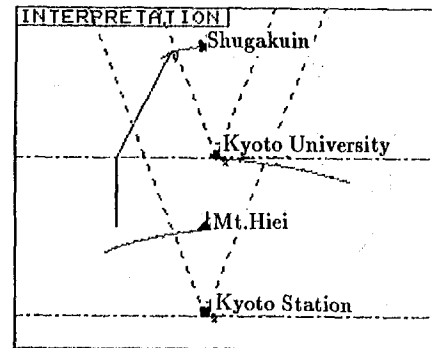 INTERPRETATION
Shugakuin
Kyoto University
Mt.Hiei
Kyoto Station